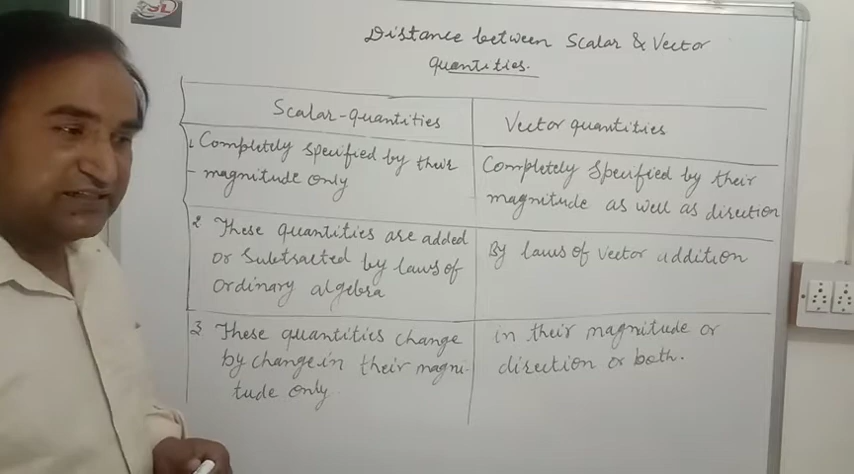 Distance between Scalar & Vector
quantities.
Scalar-quantities
Vector quantities
1. Completely specified by their
magnitude only
Completely Specified by their
magnitude as well as direction
2. These quantities are added
or Subtracted by laws of
ordinary algebra
By laws of vector addition
3 These quantities change
by change in their magni-
tude only.
in their magnitude or
direction or both.